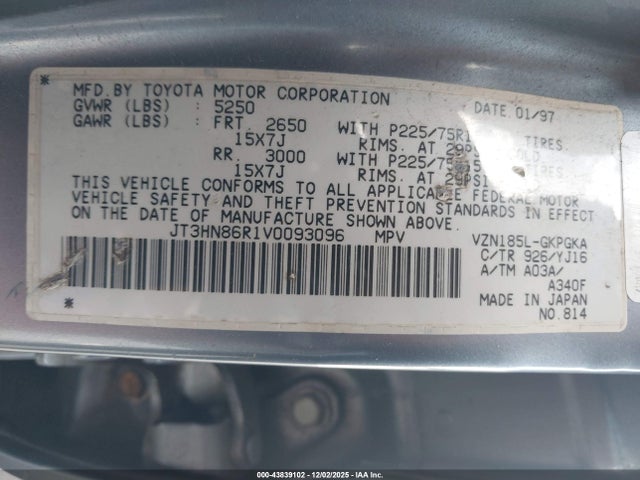 MFD. BY TOYOTA MOTOR CORPORATION
GVWR (LBS) : 5250 DATE 01/97
GAWR (LBS) : FRT. 2650 WITH P225/75R TIRES.
15X7J RIMS. AT
RR. 3000 WITH P225/75 TIRES.
15X7J RIMS. AT
THIS VEHICLE CONFORMS TO ALL APPLICABLE FEDERAL MOTOR
VEHICLE SAFETY AND THEFT PREVENTION STANDARDS IN EFFECT
ON THE DATE OF MANUFACTURE SHOWN ABOVE.
JT3HN86R1V0093096 MPV VZN185L-GKPGKA
C/TR 926/YJ16
A/TM A03A/
A340F
MADE IN JAPAN
NO. 814
000-43839102 - 12/02/2025 - IAA Inc.